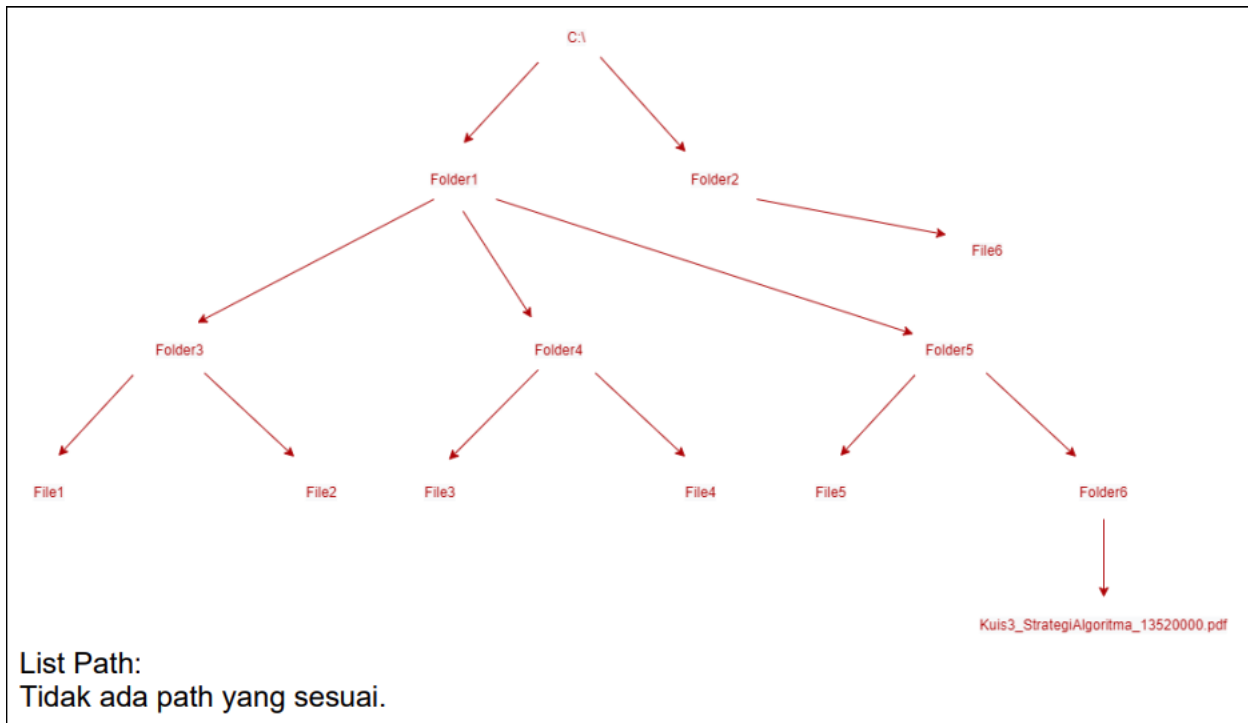 C:\
Folder1
Folder2
File6
Folder3
Folder4
Folder5
File1
File2
File3
File4
File5
Folder6
Kuis3_StrategiAlgoritma_13520000.pdf
List Path:
Tidak ada path yang sesuai.